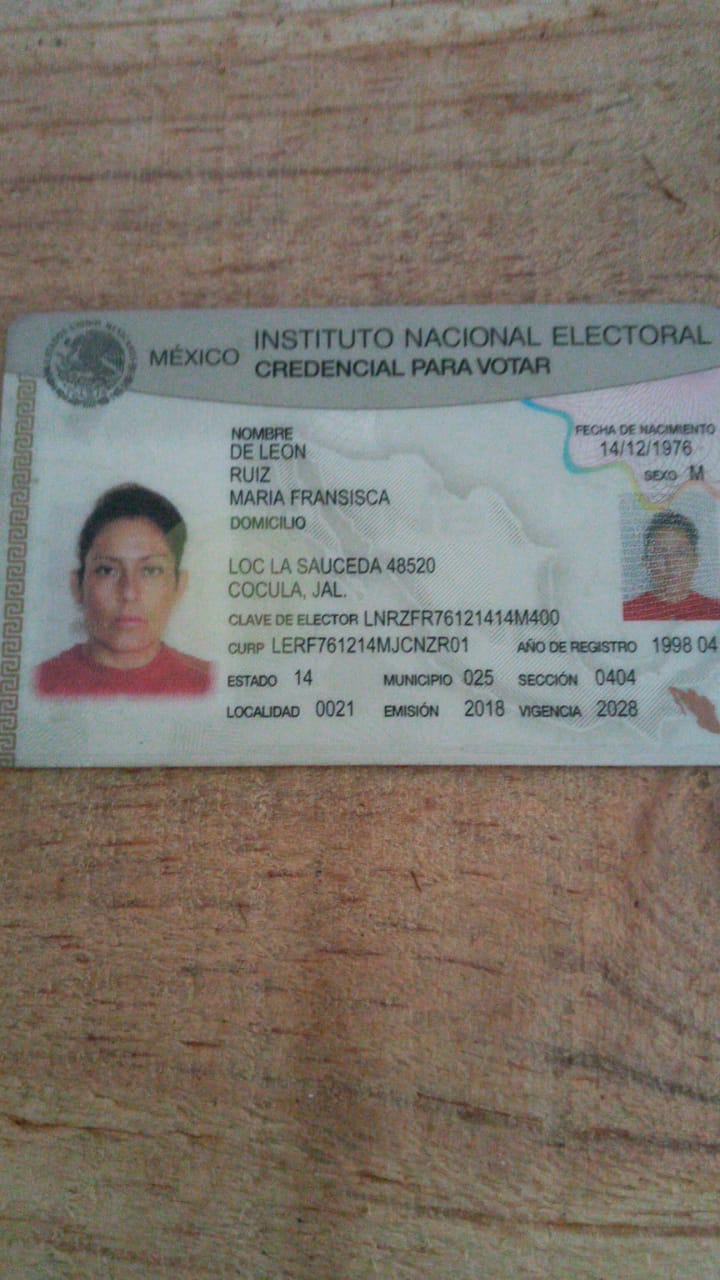 MÉXICO
INSTITUTO NACIONAL ELECTORAL
CREDENCIAL PARA VOTAR
NOMBRE
DE LEON
RUIZ
MARIA FRANSISCA
FECHA DE NACIMIENTO
14/12/1976
SEXO M
DOMICILIO
LOC LA SAUCEDA 48520
COCULA, JAL.
CLAVE DE ELECTOR LNRZFR76121414M400
CURP LERF761214MJCNZR01 AÑO DE REGISTRO 1998 04
ESTADO 14 MUNICIPIO 025 SECCIÓN 0404
LOCALIDAD 0021 EMISIÓN 2018 VIGENCIA 2028